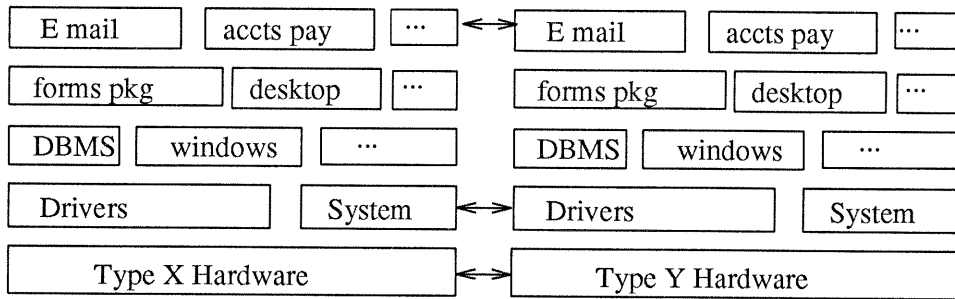 E mail accts pay ... E mail accts pay ...
forms pkg desktop ... forms pkg desktop ...
DBMS windows ... DBMS windows ...
Drivers System Drivers System
Type X Hardware Type Y Hardware